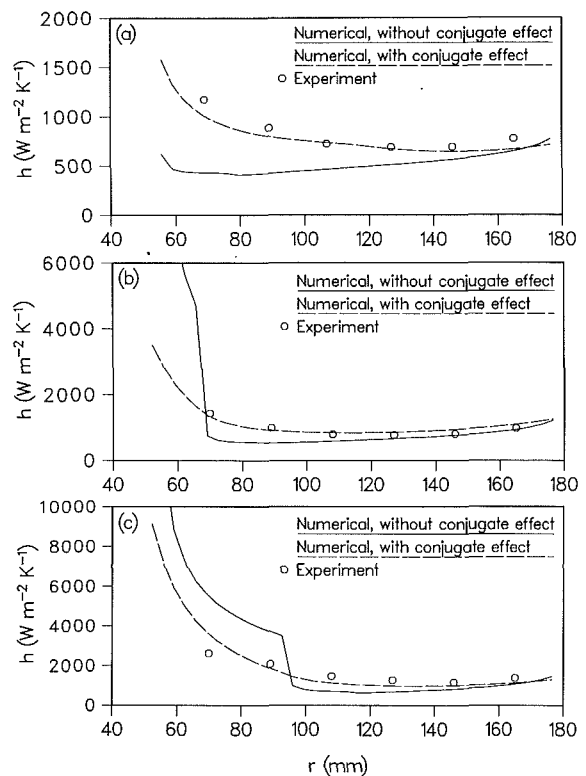 (a)
Numerical, without conjugate effect
Numerical, with conjugate effect
Experiment
2000
1500
1000
500
0
h (W m⁻² K⁻¹)
40 60 80 100 120 140 160 180
(b)
Numerical, without conjugate effect
Numerical, with conjugate effect
Experiment
6000
4000
2000
0
h (W m⁻² K⁻¹)
40 60 80 100 120 140 160 180
(c)
Numerical, without conjugate effect
Numerical, with conjugate effect
Experiment
10000
8000
6000
4000
2000
0
h (W m⁻² K⁻¹)
40 60 80 100 120 140 160 180
r (mm)